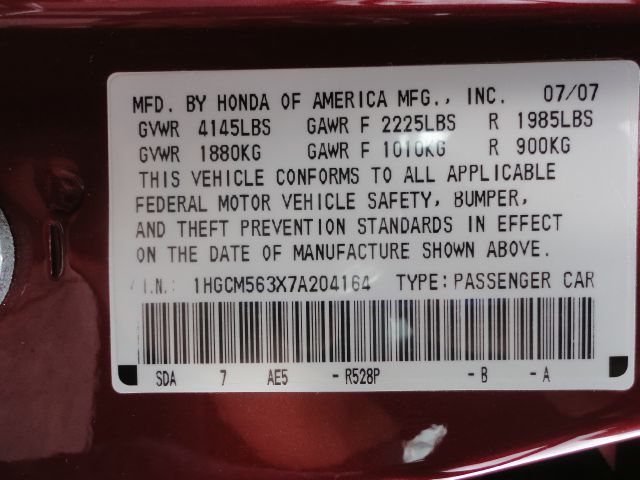 MFD. BY HONDA OF AMERICA MFG., INC. 07/07
GVWR 4145LBS GAWR F 2225LBS R 1985LBS
GVWR 1880KG GAWR F 1010KG R 900KG
THIS VEHICLE CONFORMS TO ALL APPLICABLE
FEDERAL MOTOR VEHICLE SAFETY, BUMPER,
AND THEFT PREVENTION STANDARDS IN EFFECT
ON THE DATE OF MANUFACTURE SHOWN ABOVE.
I.N.: 1HGCM563X7A204164 TYPE: PASSENGER CAR
SDA 7 AE5 -R528P -B -A